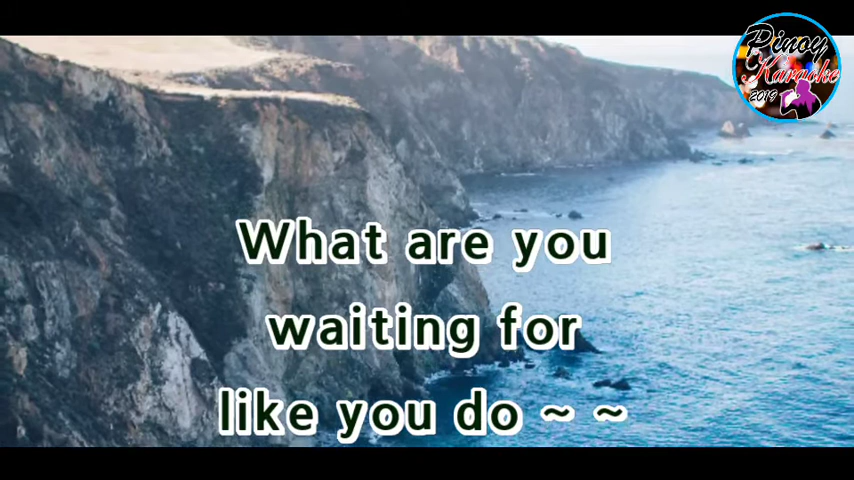 Pinoy
Karaoke
2019
What are you
waiting for
like you do ~ ~